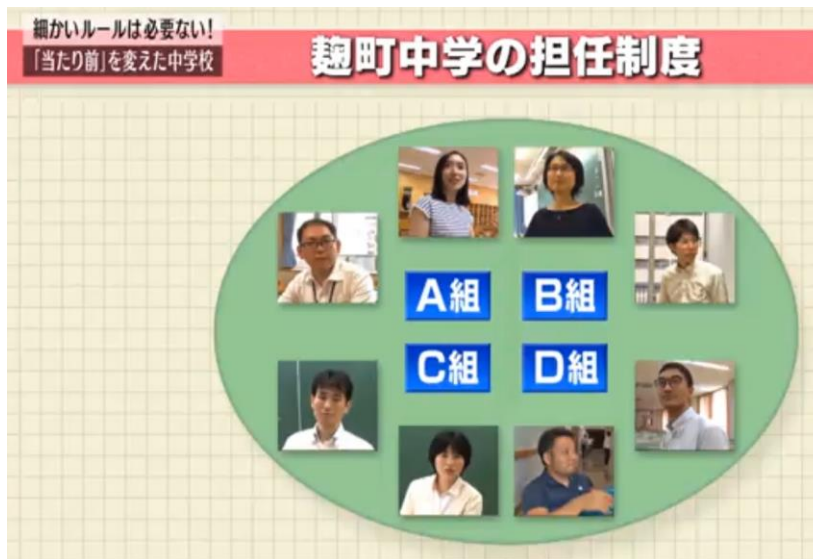 細かいルールは必要ない!
「当たり前」を変えた中学校
麹町中学の担任制度
A組
B組
C組
D組